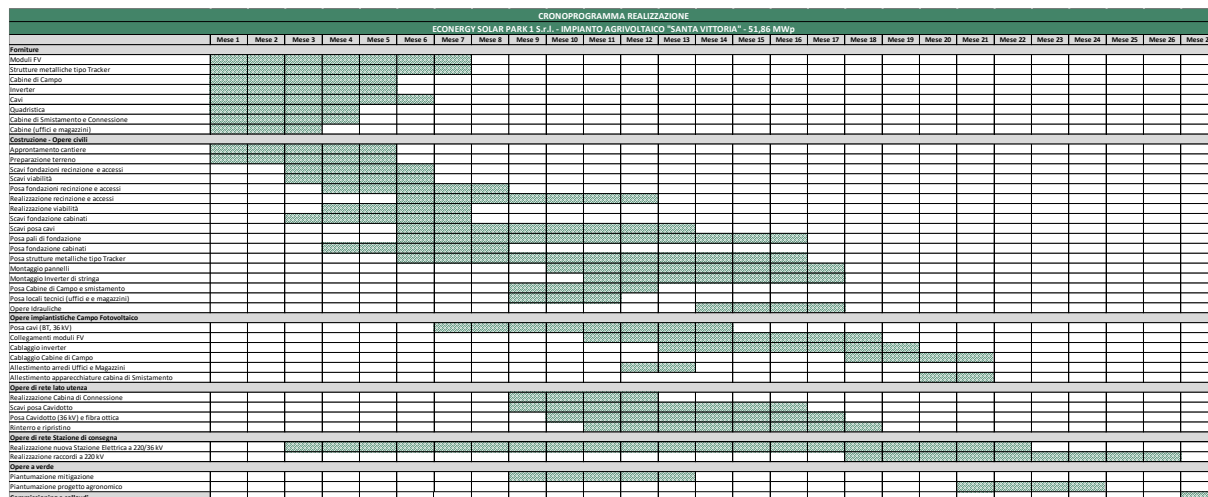 CRONOPROGRAMMA REALIZZAZIONE
ECONERGY SOLAR PARK 1 S.r.l. - IMPIANTO AGRIVOLTAICO "SANTA VITTORIA" - 51,86 MWp
Mese 1 Mese 2 Mese 3 Mese 4 Mese 5 Mese 6 Mese 7 Mese 8 Mese 9 Mese 10 Mese 11 Mese 12 Mese 13 Mese 14 Mese 15 Mese 16 Mese 17 Mese 18 Mese 19 Mese 20 Mese 21 Mese 22 Mese 23 Mese 24 Mese 25 Mese 26 Mese 2
Forniture
Moduli FV
Strutture metalliche tipo Tracker
Cabine di Campo
Inverter
Cavi
Quadristica
Cabine di Smistamento e Connessione
Cabine (uffici e magazzini)
Costruzione - Opere civili
Approntamento cantiere
Preparazione terreno
Scavi fondazioni recinzione e accessi
Scavi viabilità
Posa fondazioni recinzione e accessi
Realizzazione recinzione e accessi
Realizzazione viabilità
Scavi fondazione cabinati
Scavi posa cavi
Posa pali di fondazione
Posa fondazione cabinati
Posa strutture metalliche tipo Tracker
Montaggio pannelli
Montaggio Inverter di stringa
Posa Cabine di Campo e smistamento
Posa locali tecnici (uffici e e magazzini)
Opere Idrauliche
Opere impiantistiche Campo Fotovoltaico
Posa cavi (BT, 36 kV)
Collegamenti moduli FV
Cablaggio inverter
Cablaggio Cabine di Campo
Allestimento arredi Uffici e Magazzini
Allestimento apparecchiature cabina di Smistamento
Opere di rete lato utenza
Realizzazione Cabina di Connessione
Scavi posa Cavidotto
Posa Cavidotto (36 kV) e fibra ottica
Rinterro e ripristino
Opere di rete Stazione di consegna
Realizzazione nuova Stazione Elettrica a 220/36 kV
Realizzazione raccordi a 220 kV
Opere a verde
Piantumazione mitigazione
Piantumazione progetto agronomico